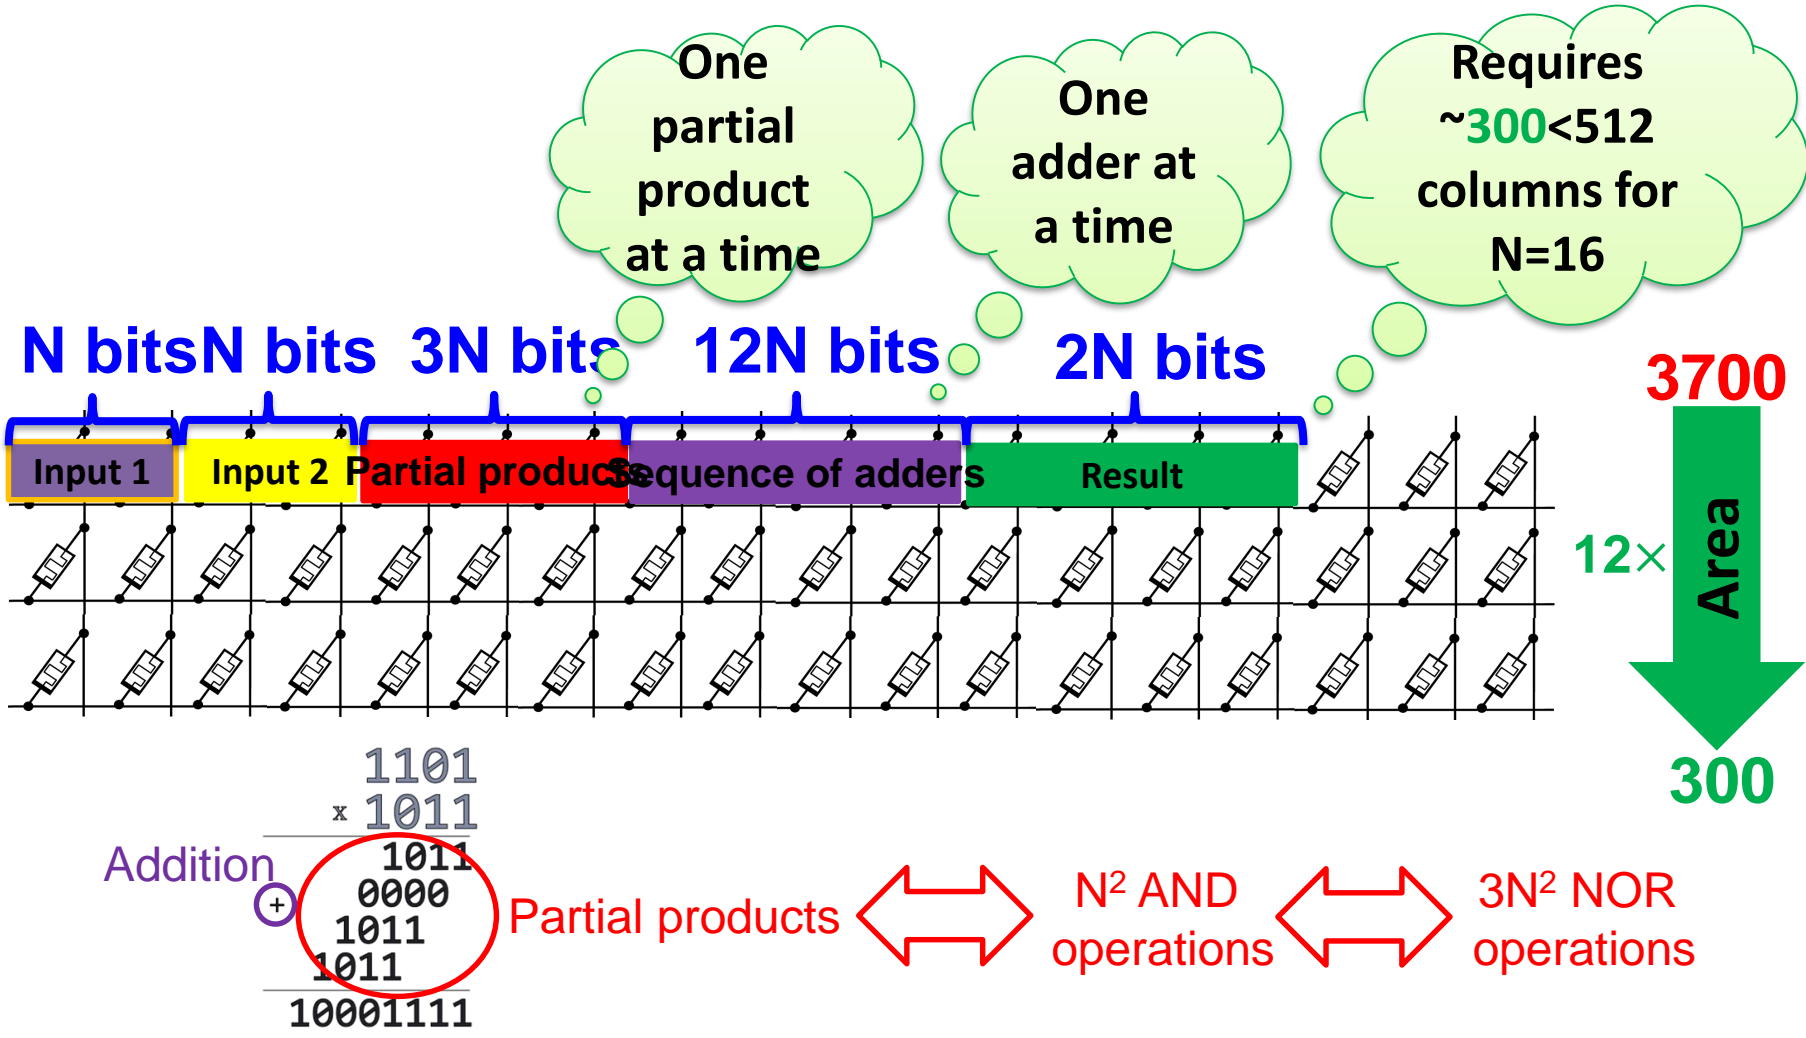 One
partial
product
at a time
One
adder at
a time
Requires
~300<512
columns for
N=16
N bits
N bits
3N bits
12N bits
2N bits
3700
Input 1
Input 2
Partial products
Sequence of adders
Result
12×
Area
300
1101
x 1011
Addition
1011
+
0000
1011
1011
10001111
Partial products
N² AND
operations
3N² NOR
operations